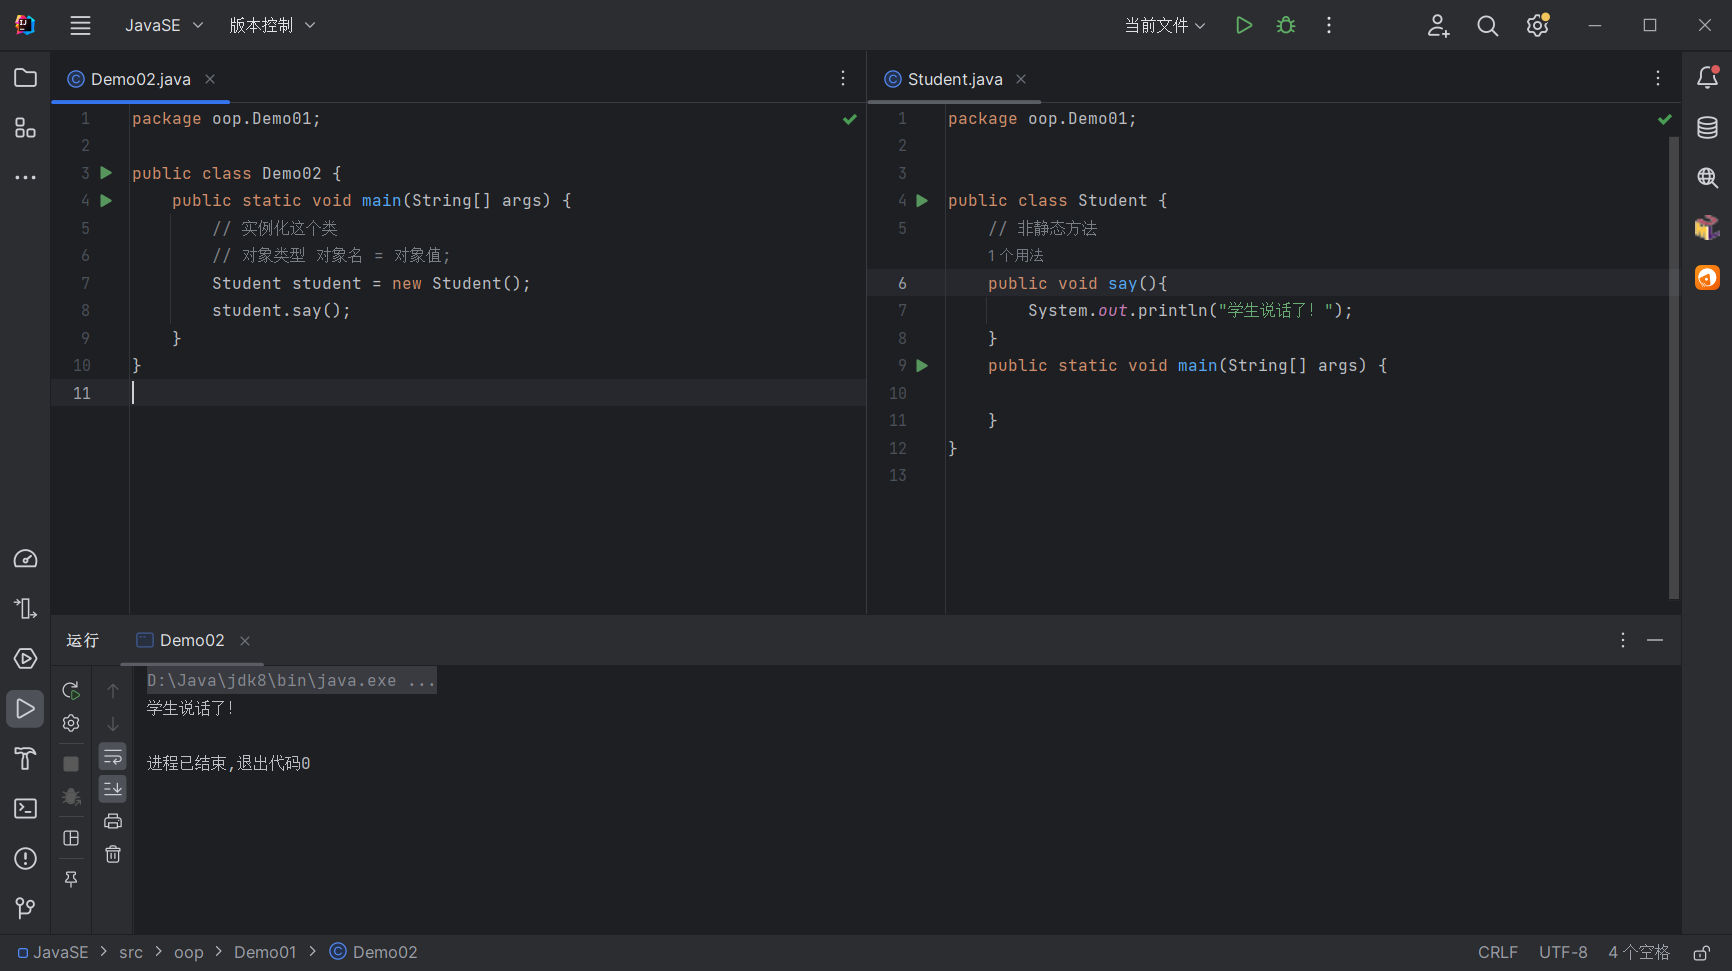 JavaSE 版本控制 当前文件
Demo02.java
1 package oop.Demo01;
2
3 public class Demo02 {
4 public static void main(String[] args) {
5 // 实例化这个类
6 // 对象类型 对象名 = 对象值;
7 Student student = new Student();
8 student.say();
9 }
10 }
11
Student.java
1 package oop.Demo01;
2
3
4 public class Student {
5 // 非静态方法
1 个用法
6 public void say(){
7 System.out.println("学生说话了！");
8 }
9 public static void main(String[] args) {
10
11 }
12 }
13
运行 Demo02
D:\Java\jdk8\bin\java.exe ...
学生说话了！
进程已结束,退出代码0
JavaSE > src > oop > Demo01 > Demo02
CRLF UTF-8 4 个空格